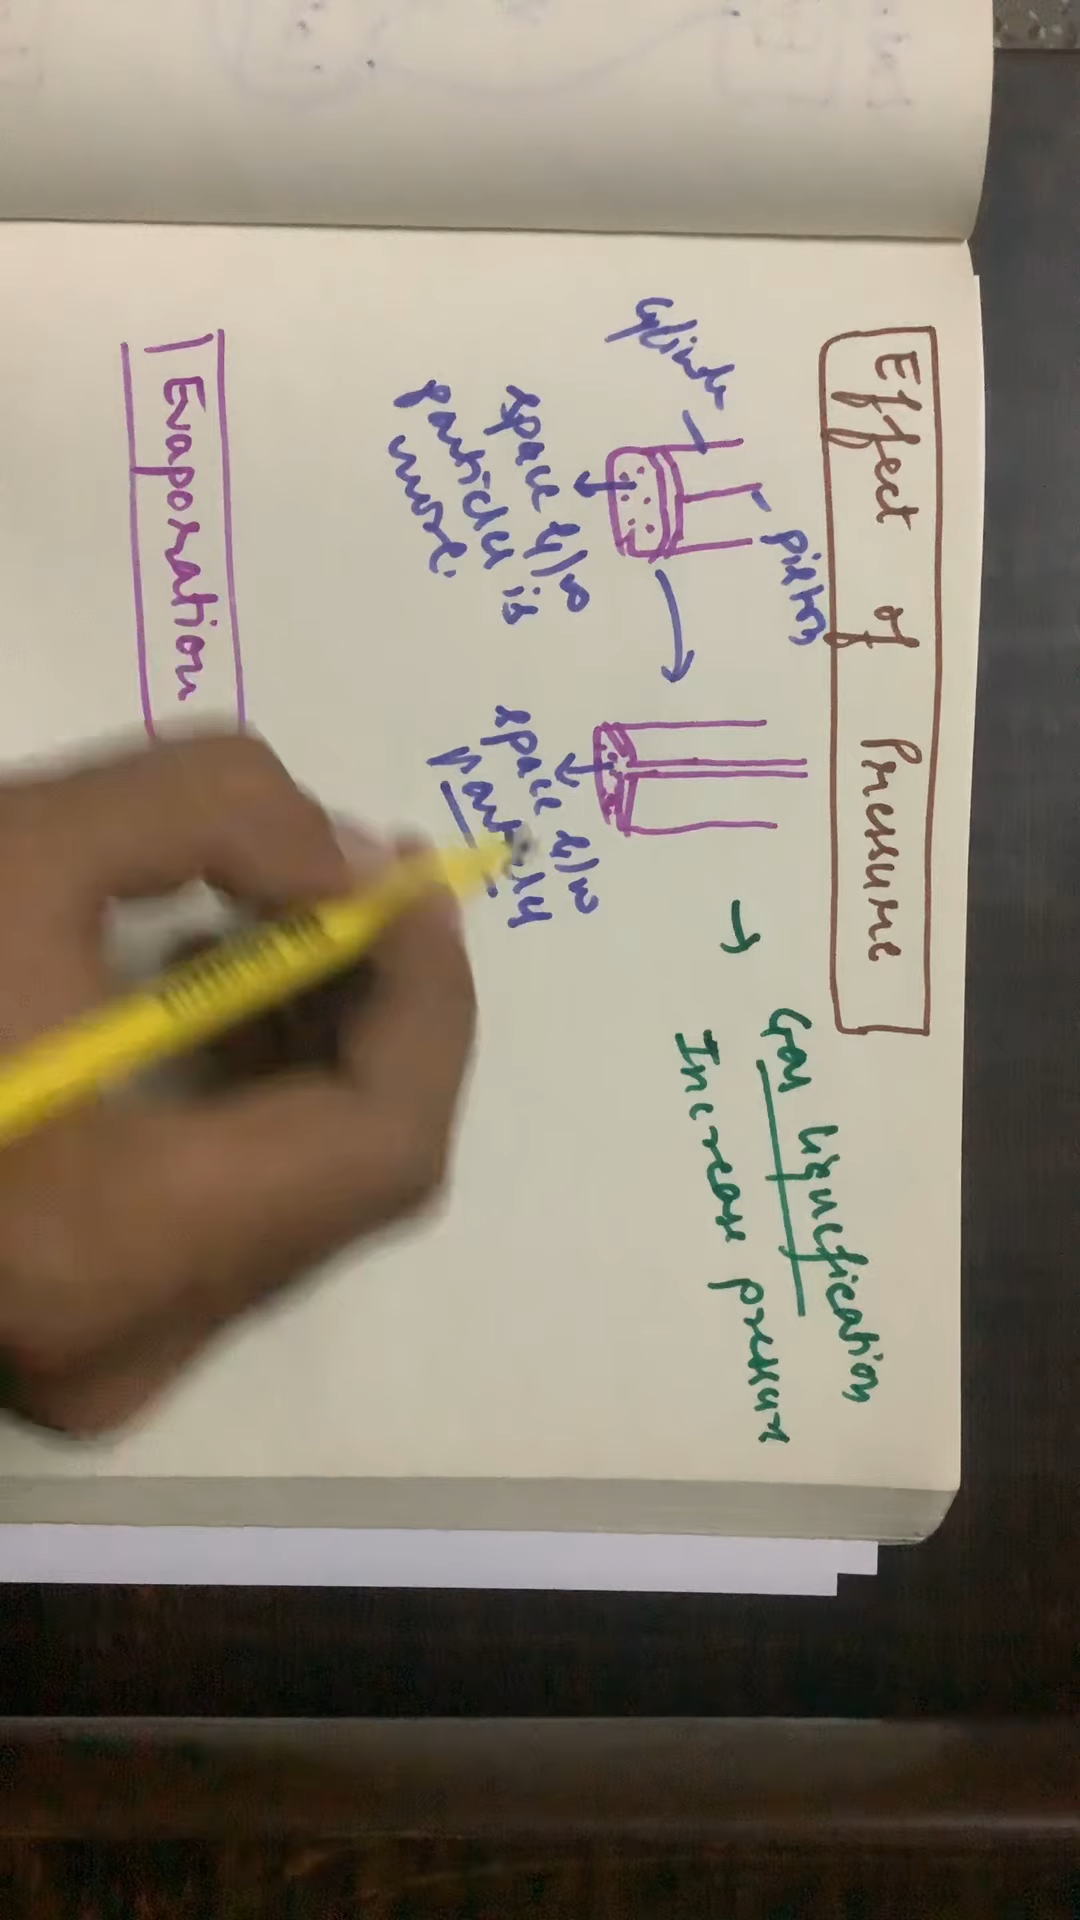 Effect of Pressure
Cylinder
piston
space b/w
particles is
more.
space b/w
→ Gas liquefication
Increase pressure
Evaporation